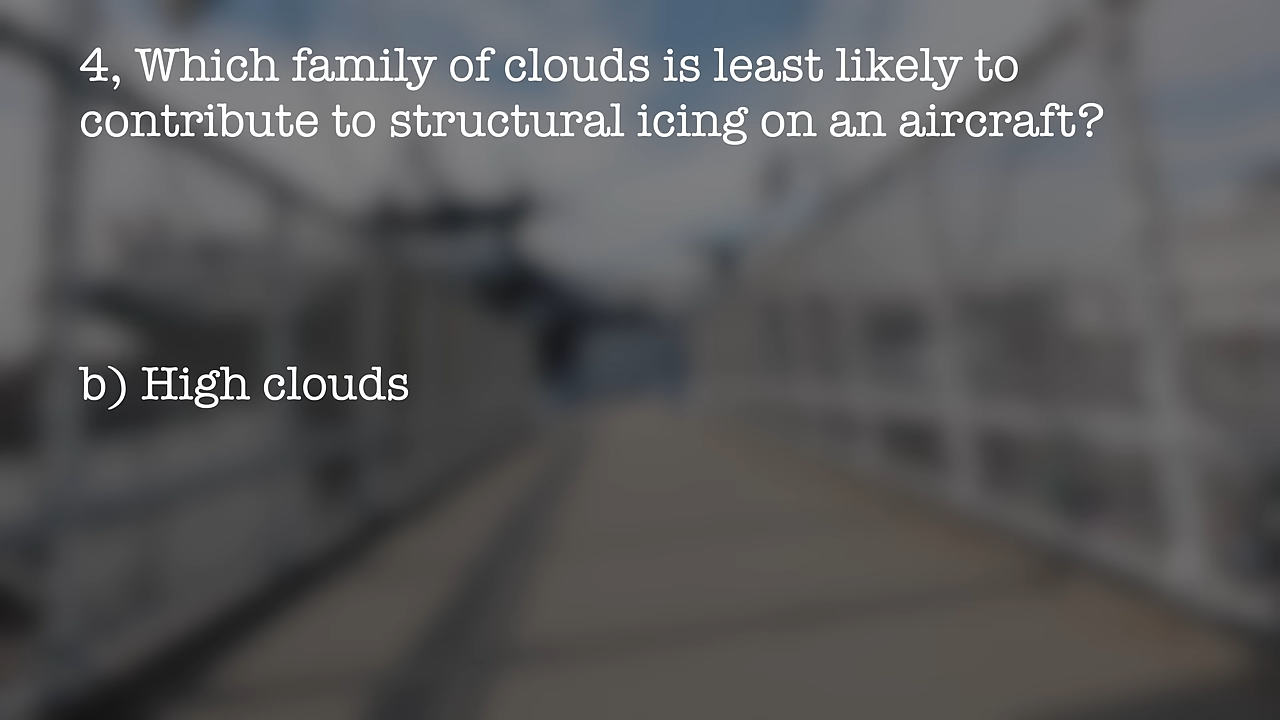 4, Which family of clouds is least likely to
contribute to structural icing on an aircraft?
b) High clouds